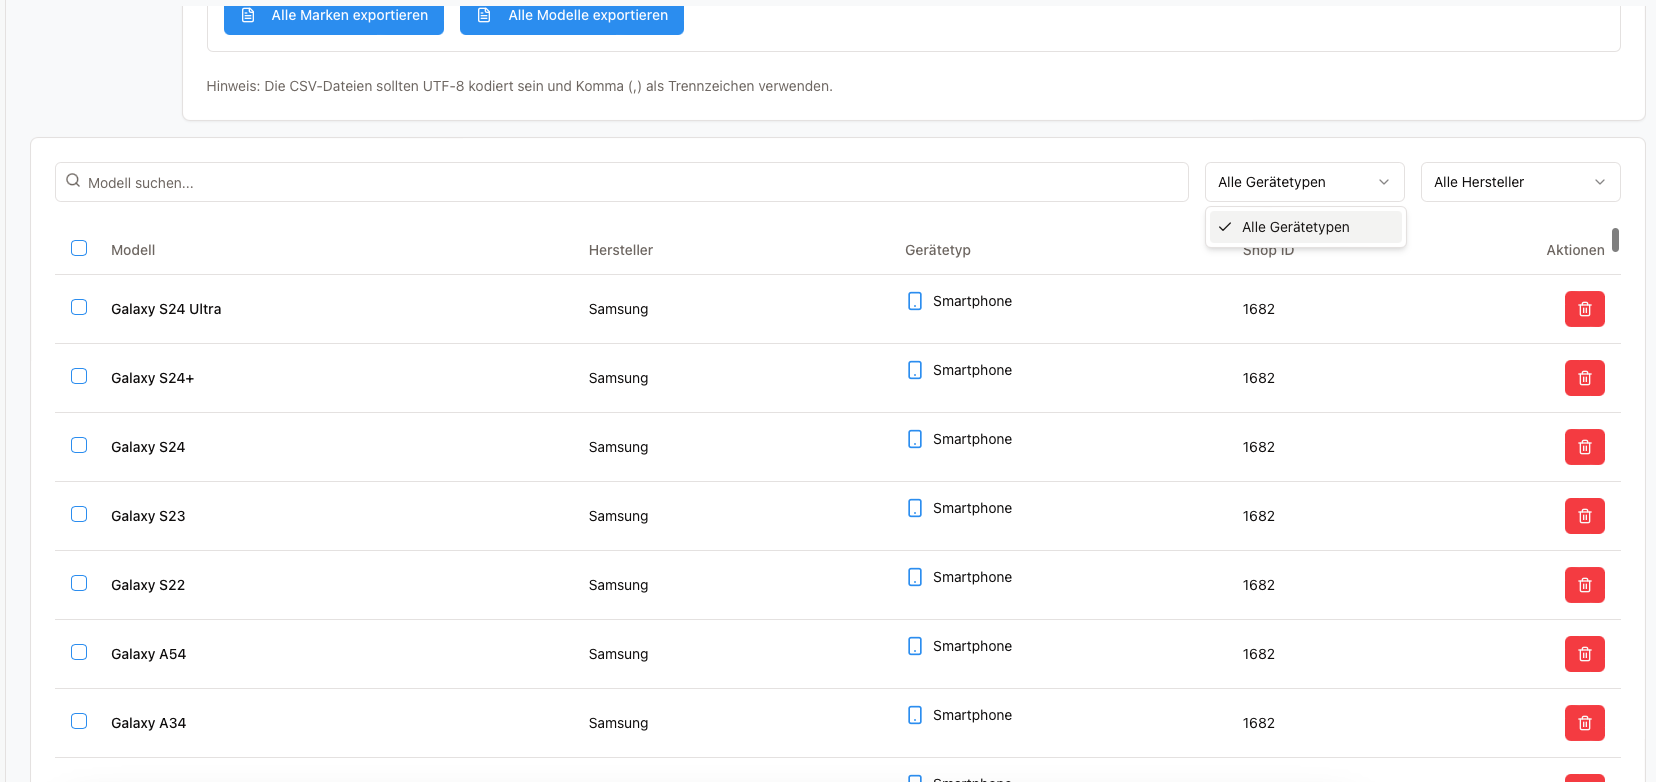 Alle Marken exportieren Alle Modelle exportieren
Hinweis: Die CSV-Dateien sollten UTF-8 kodiert sein und Komma (,) als Trennzeichen verwenden.
Modell suchen... Alle Gerätetypen Alle Hersteller
Alle Gerätetypen
Modell Hersteller Gerätetyp Shop ID Aktionen
Galaxy S24 Ultra Samsung Smartphone 1682
Galaxy S24+ Samsung Smartphone 1682
Galaxy S24 Samsung Smartphone 1682
Galaxy S23 Samsung Smartphone 1682
Galaxy S22 Samsung Smartphone 1682
Galaxy A54 Samsung Smartphone 1682
Galaxy A34 Samsung Smartphone 1682
Smartphone